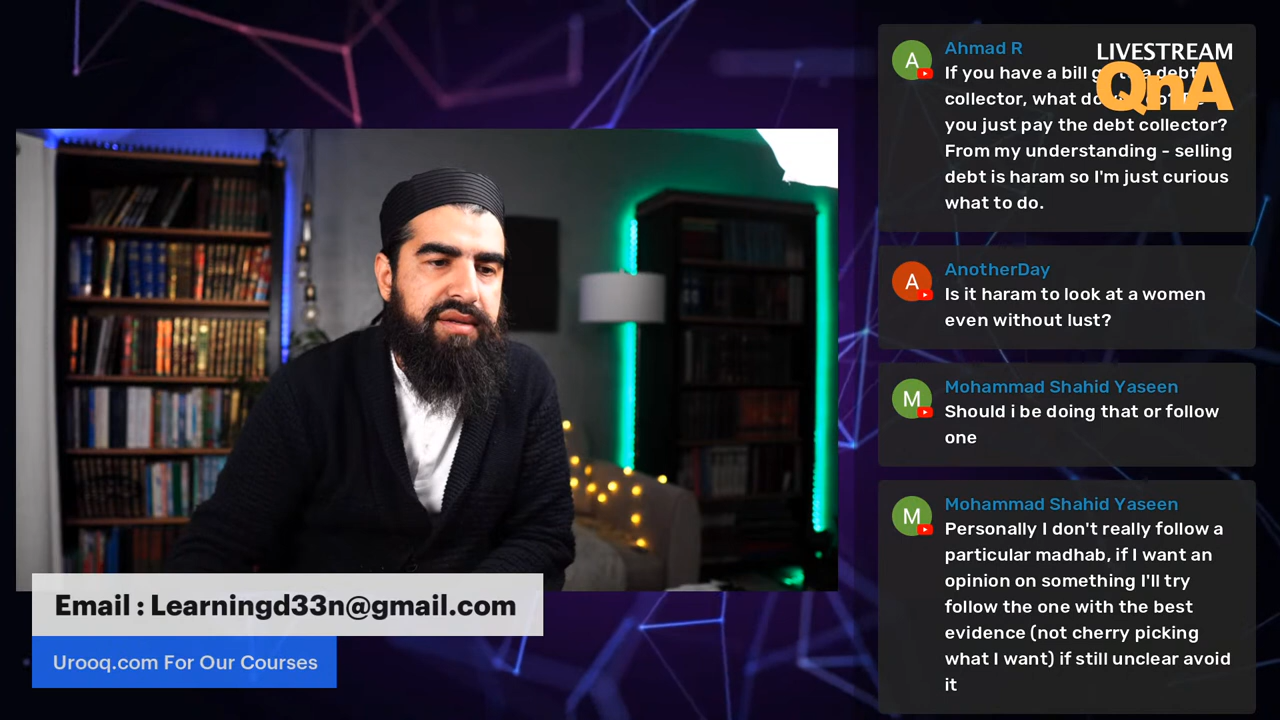 Ahmad R
If you have a bill a debt
collector, what do
you just pay the debt collector?
From my understanding - selling
debt is haram so I'm just curious
what to do.
LIVESTREAM
QnA
AnotherDay
Is it haram to look at a women
even without lust?
Mohammad Shahid Yaseen
Should i be doing that or follow
one
Mohammad Shahid Yaseen
Personally I don't really follow a
particular madhab, if I want an
opinion on something I'll try
follow the one with the best
evidence (not cherry picking
what I want) if still unclear avoid
it
A
A
M
M
Email : Learningd33n@gmail.com
Urooq.com For Our Courses